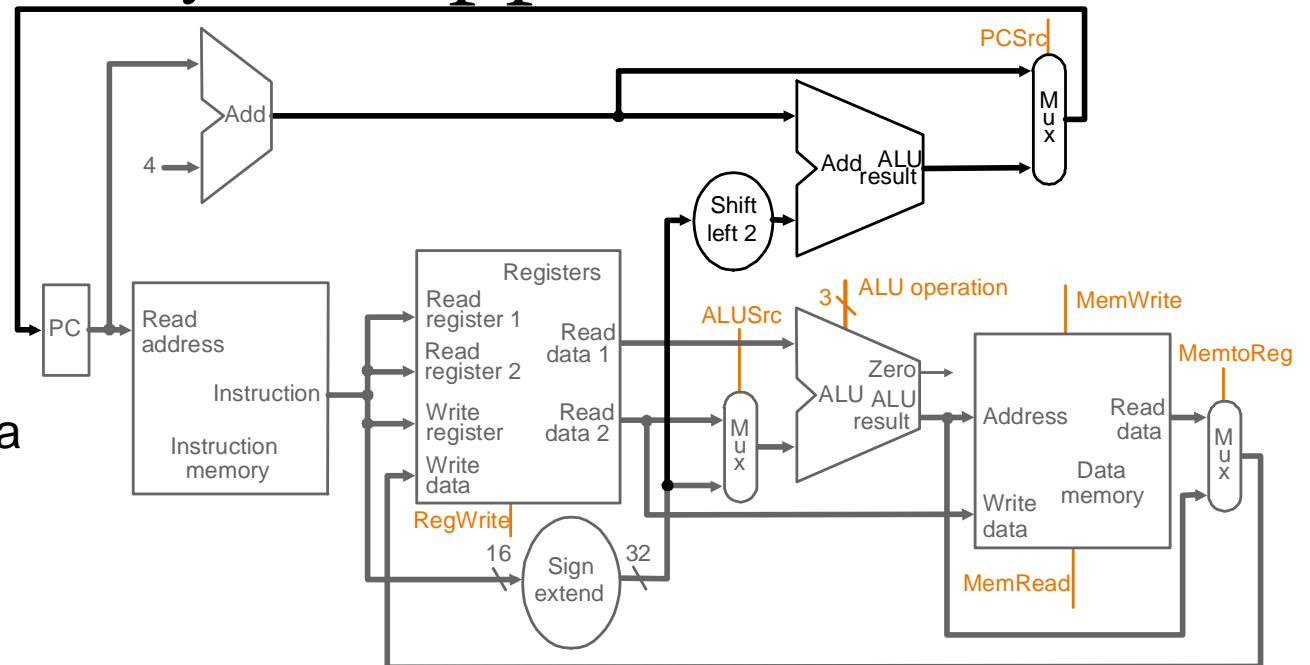 PCSrc
M
u
x
Add
4
Add ALU
result
Shift
left 2
Registers
Read
register 1
Read
register 2
Write
register
Write
data
Read
data 1
Read
data 2
RegWrite
PC
Read
address
Instruction
Instruction
memory
a
16
Sign
extend
32
ALUSrc
M
u
x
3
ALU operation
Zero
ALU ALU
result
MemWrite
Address
Read
data
Data
memory
Write
data
MemRead
MemtoReg
M
u
x